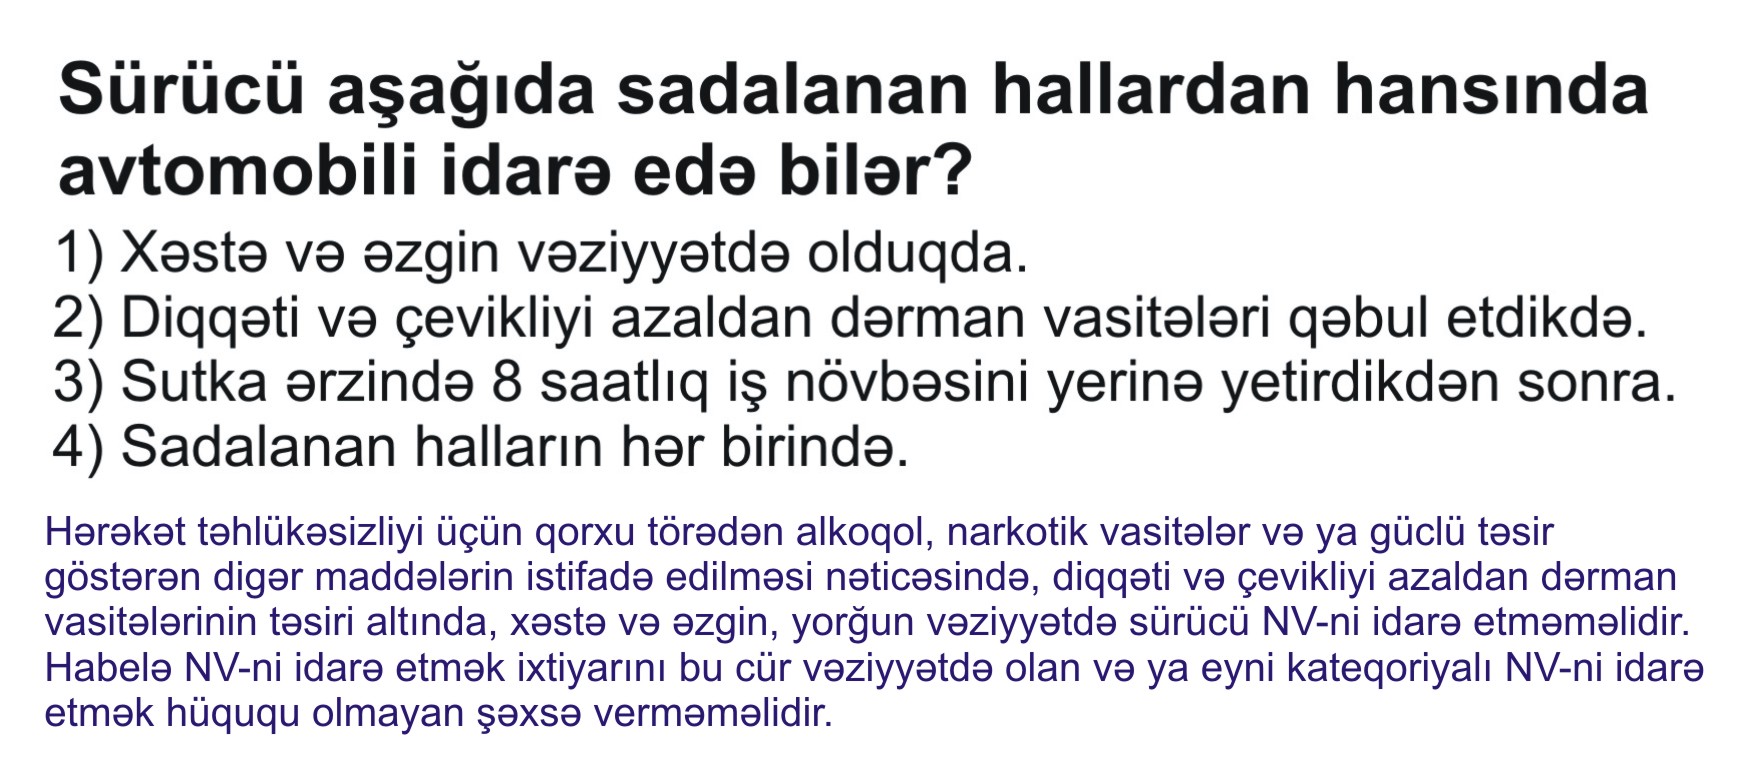 Sürücü aşağıda sadalanan hallardan hansında
avtomobili idarə edə bilər?
1) Xəstə və əzgin vəziyyətdə olduqda.
2) Diqqəti və çevikliyi azaldan dərman vasitələri qəbul etdikdə.
3) Sutka ərzində 8 saatlıq iş növbəsini yerinə yetirdikdən sonra.
4) Sadalanan halların hər birində.
Hərəkət təhlükəsizliyi üçün qorxu törədən alkoqol, narkotik vasitələr və ya güclü təsir
göstərən digər maddələrin istifadə edilməsi nəticəsində, diqqəti və çevikliyi azaldan dərman
vasitələrinin təsiri altında, xəstə və əzgin, yorğun vəziyyətdə sürücü NV-ni idarə etməməlidir.
Habelə NV-ni idarə etmək ixtiyarını bu cür vəziyyətdə olan və ya eyni kateqoriyalı NV-ni idarə
etmək hüququ olmayan şəxsə verməməlidir.